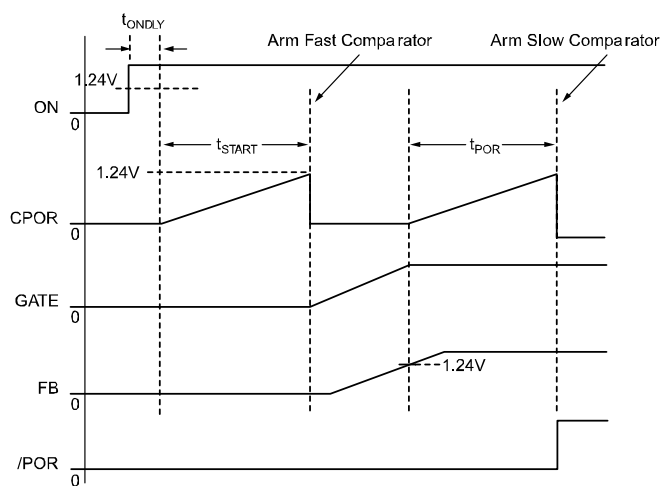 tONDLY
Arm Fast Comparator
Arm Slow Comparator
1.24V
ON
0
tSTART
tPOR
1.24V
CPOR
0
GATE
0
1.24V
FB
0
/POR
0